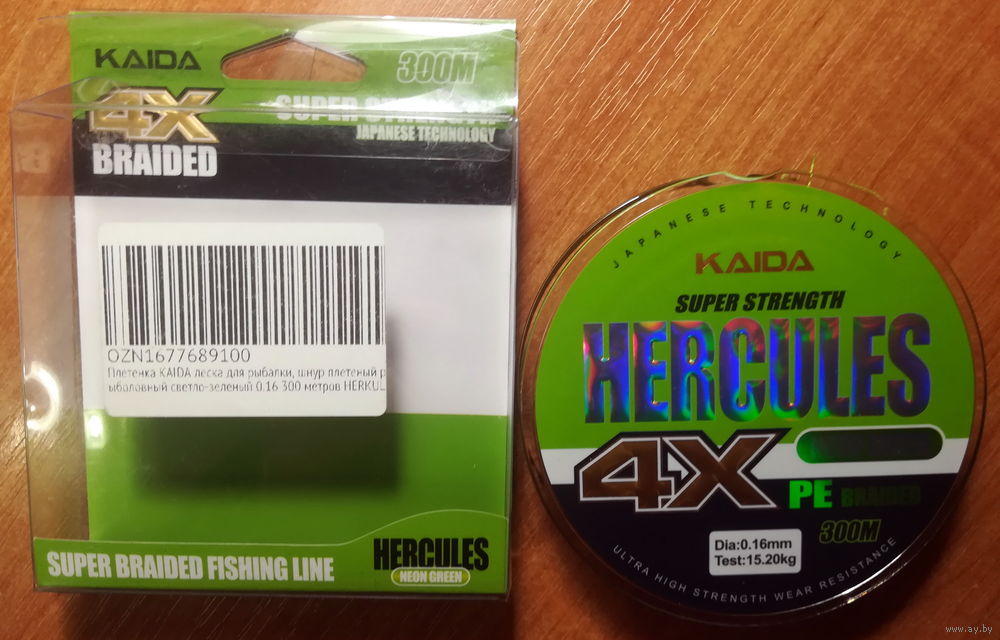 KAIDA
300M
4X
SUPER STRENGTH
JAPANESE TECHNOLOGY
BRAIDED
OZN1677689100
Плетенка KAIDA леска для рыбалки, шнур плетеный р
ыболовный светло-зеленый 0.16 300 метров HERKUL
SUPER BRAIDED FISHING LINE
HERCULES
NEON GREEN
JAPANESE TECHNOLOGY
KAIDA
SUPER STRENGTH
HERCULES
4X
PE BRAIDED
300M
Dia:0.16mm
Test:15.20kg
ULTRA HIGH STRENGTH WEAR RESISTANCE
www.ay.by